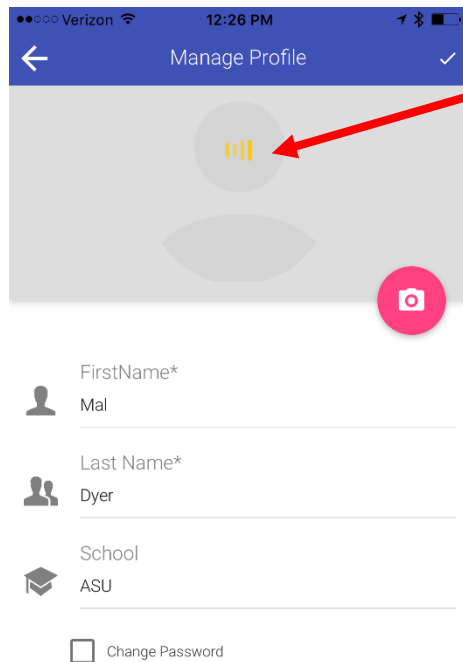 Verizon 12:26 PM
Manage Profile
FirstName*
Mal
Last Name*
Dyer
School
ASU
Change Password